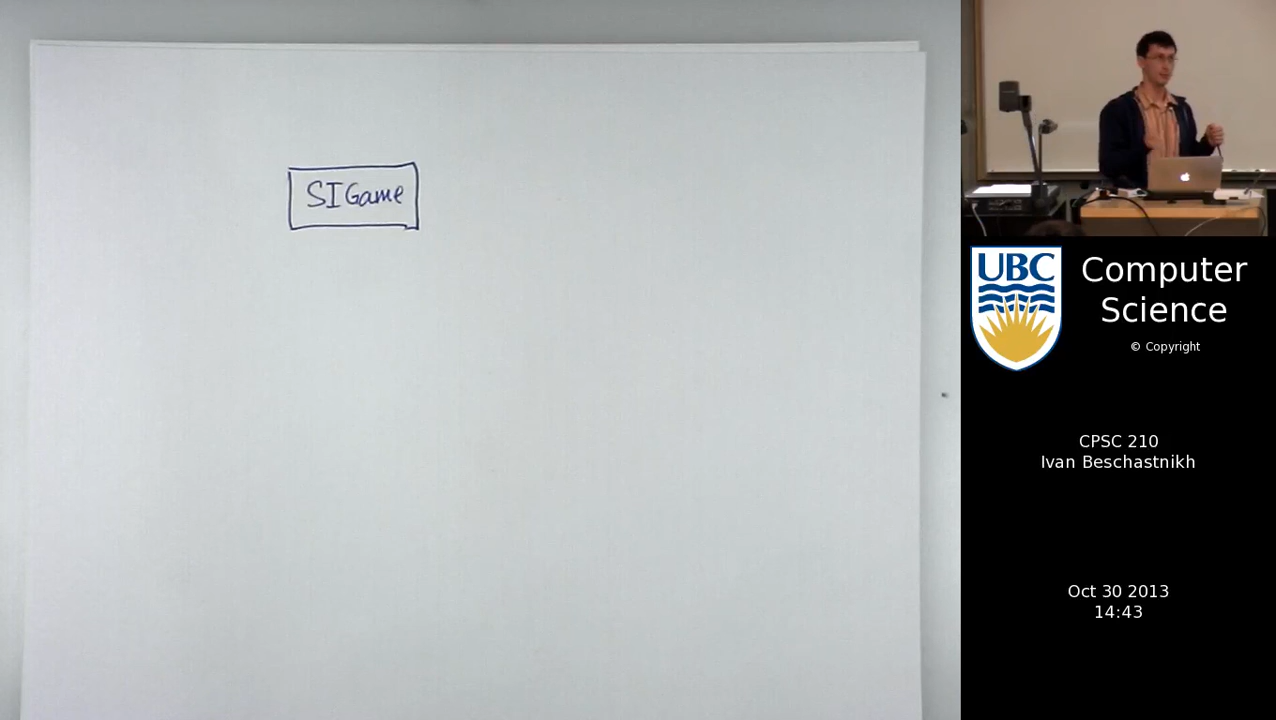 SIGame
UBC
Computer
Science
© Copyright
CPSC 210
Ivan Beschastnikh
Oct 30 2013
14:43